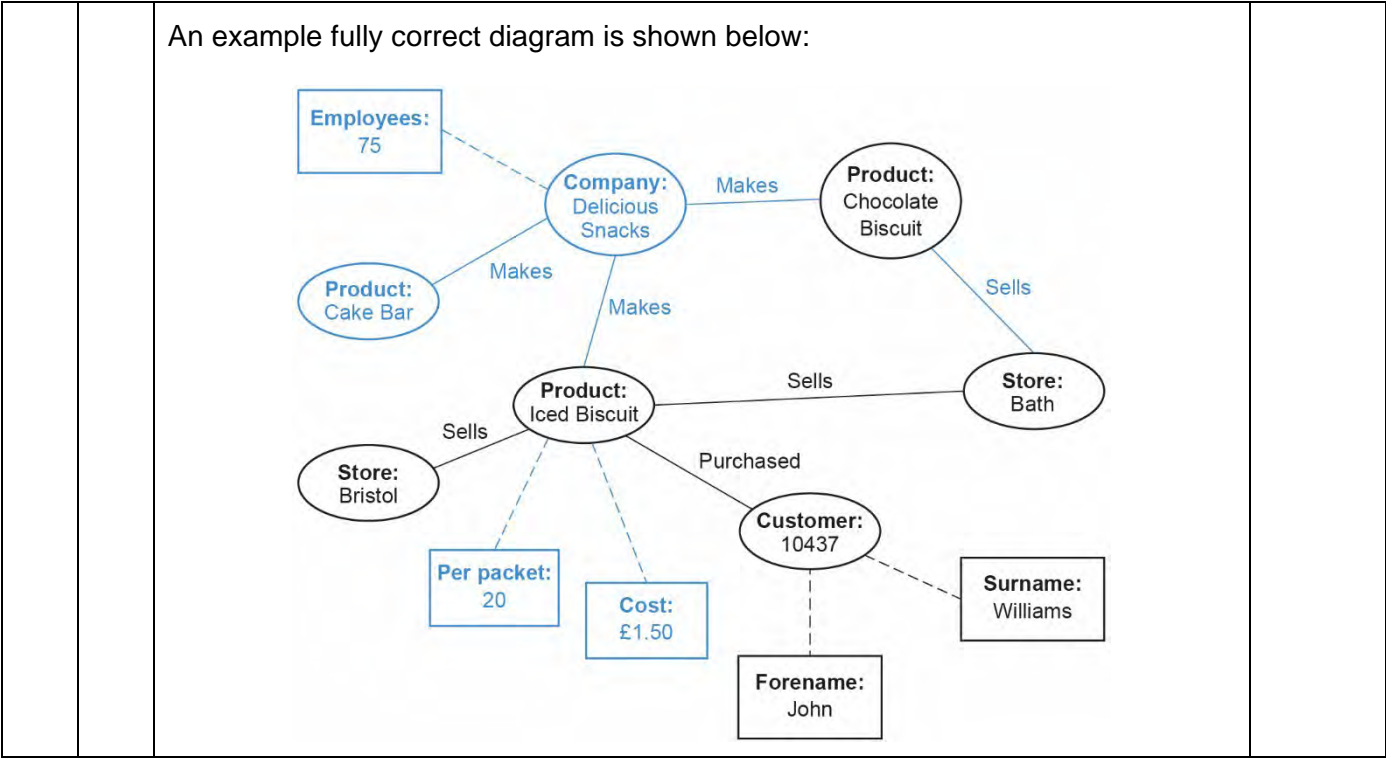 An example fully correct diagram is shown below:
Employees:
75
Company:
Delicious
Snacks
Makes
Product:
Chocolate
Biscuit
Product:
Cake Bar
Makes
Makes
Sells
Product:
Iced Biscuit
Sells
Store:
Bath
Sells
Store:
Bristol
Purchased
Customer:
10437
Per packet:
20
Cost:
£1.50
Surname:
Williams
Forename:
John